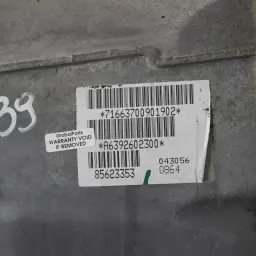 *71663700901902*
39
GlobalParts
WARRANTY VOID
IF REMOVED
*A6392602300*
043056
0864
85623353